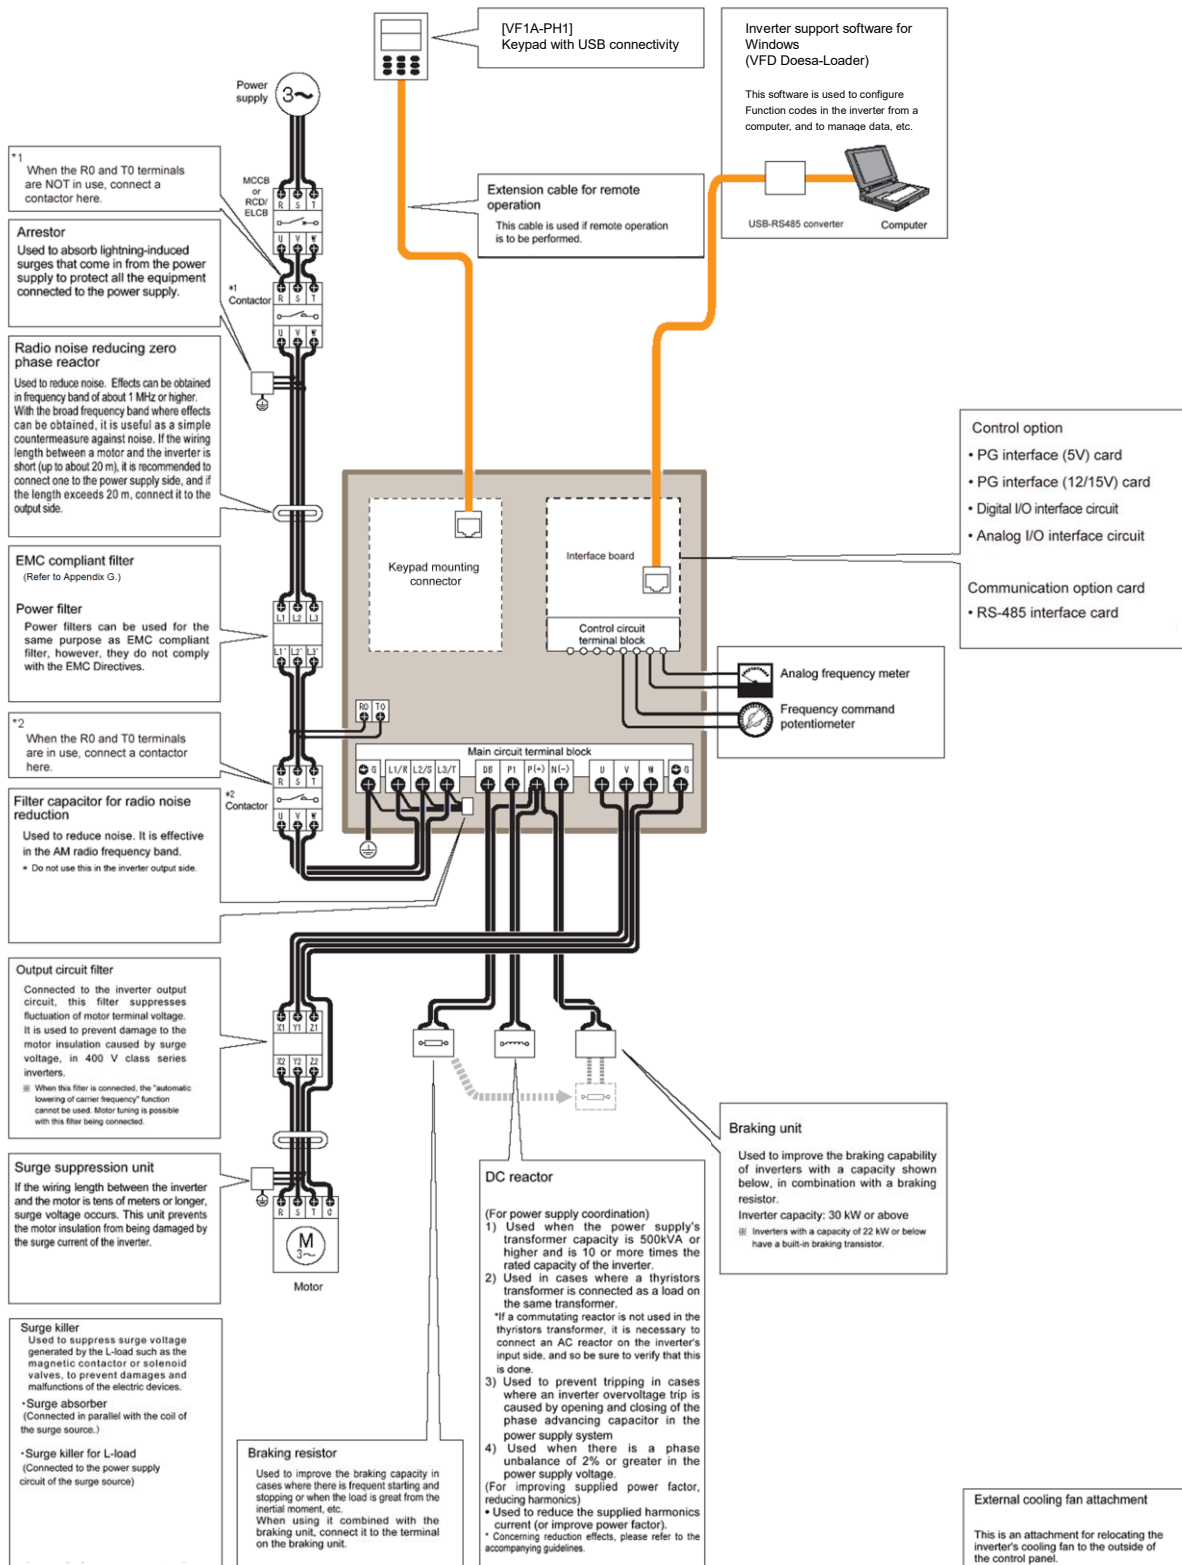 [VF1A-PH1]
Keypad with USB connectivity
Inverter support software for
Windows
(VFD Doesa-Loader)
This software is used to configure
Function codes in the inverter from a
computer, and to manage data, etc.
USB-RS485 converter
Computer
Power
supply
3~
*1
When the R0 and T0 terminals
are NOT in use, connect a
contactor here.
MCCB
or
RCD/
ELCB
R S T
U V W
Extension cable for remote
operation
This cable is used if remote operation
is to be performed.
Arrestor
Used to absorb lightning-induced
surges that come in from the power
supply to protect all the equipment
connected to the power supply.
*1
Contactor
R S T
U V W
Radio noise reducing zero
phase reactor
Used to reduce noise. Effects can be obtained
in frequency band of about 1 MHz or higher.
With the broad frequency band where effects
can be obtained, it is useful as a simple
countermeasure against noise. If the wiring
length between a motor and the inverter is
short (up to about 20 m), it is recommended to
connect one to the power supply side, and if
the length exceeds 20 m, connect it to the
output side.
Control option
• PG interface (5V) card
• PG interface (12/15V) card
• Digital I/O interface circuit
• Analog I/O interface circuit
Communication option card
• RS-485 interface card
Keypad mounting
connector
Interface board
Control circuit
terminal block
EMC compliant filter
(Refer to Appendix G.)
Power filter
Power filters can be used for the
same purpose as EMC compliant
filter, however, they do not comply
with the EMC Directives.
L1 L2 L3
L1' L2' L3'
Analog frequency meter
Frequency command
potentiometer
R0 T0
*2
When the R0 and T0 terminals
are in use, connect a contactor
here.
Main circuit terminal block
G L1/R L2/S L3/T DB P1 P(+) N(-) U V W G
*2
Contactor
R S T
U V W
Filter capacitor for radio noise
reduction
Used to reduce noise. It is effective
in the AM radio frequency band.
* Do not use this in the inverter output side.
Output circuit filter
Connected to the inverter output
circuit, this filter suppresses
fluctuation of motor terminal voltage.
It is used to prevent damage to the
motor insulation caused by surge
voltage, in 400 V class series
inverters.
※ When this filter is connected, the "automatic
lowering of carrier frequency" function
cannot be used. Motor tuning is possible
with this filter being connected.
X1 Y1 Z1
X2 Y2 Z2
Surge suppression unit
If the wiring length between the inverter
and the motor is tens of meters or longer,
surge voltage occurs. This unit prevents
the motor insulation from being damaged by
the surge current of the inverter.
R S T G
M
3~
Motor
Braking unit
Used to improve the braking capability
of inverters with a capacity shown
below, in combination with a braking
resistor.
Inverter capacity: 30 kW or above
※ Inverters with a capacity of 22 kW or below
have a built-in braking transistor.
DC reactor
(For power supply coordination)
1) Used when the power supply's
transformer capacity is 500kVA or
higher and is 10 or more times the
rated capacity of the inverter.
2) Used in cases where a thyristors
transformer is connected as a load on
the same transformer.
*If a commutating reactor is not used in the
thyristors transformer, it is necessary to
connect an AC reactor on the inverter's
input side, and so be sure to verify that this
is done.
3) Used to prevent tripping in cases
where an inverter overvoltage trip is
caused by opening and closing of the
phase advancing capacitor in the
power supply system
4) Used when there is a phase
unbalance of 2% or greater in the
power supply voltage.
(For improving supplied power factor,
reducing harmonics)
• Used to reduce the supplied harmonics
current (or improve power factor).
* Concerning reduction effects, please refer to the
accompanying guidelines.
Surge killer
Used to suppress surge voltage
generated by the L-load such as the
magnetic contactor or solenoid
valves, to prevent damages and
malfunctions of the electric devices.
・Surge absorber
(Connected in parallel with the coil of
the surge source.)
・Surge killer for L-load
(Connected to the power supply
circuit of the surge source)
Braking resistor
Used to improve the braking capacity in
cases where there is frequent starting and
stopping or when the load is great from the
inertial moment, etc.
When using it combined with the
braking unit, connect it to the terminal
on the braking unit.
External cooling fan attachment
This is an attachment for relocating the
inverter's cooling fan to the outside of
the control panel.